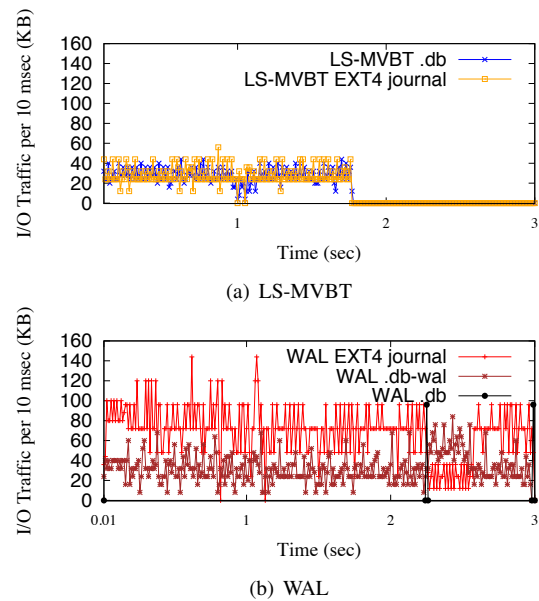 I/O Traffic per 10 msec (KB)
160
140
120
100
80
60
40
20
0
LS-MVBT .db
LS-MVBT EXT4 journal
1
2
3
Time (sec)
(a) LS-MVBT
I/O Traffic per 10 msec (KB)
160
140
120
100
80
60
40
20
0
WAL EXT4 journal
WAL .db-wal
WAL .db
0.01
1
2
3
Time (sec)
(b) WAL